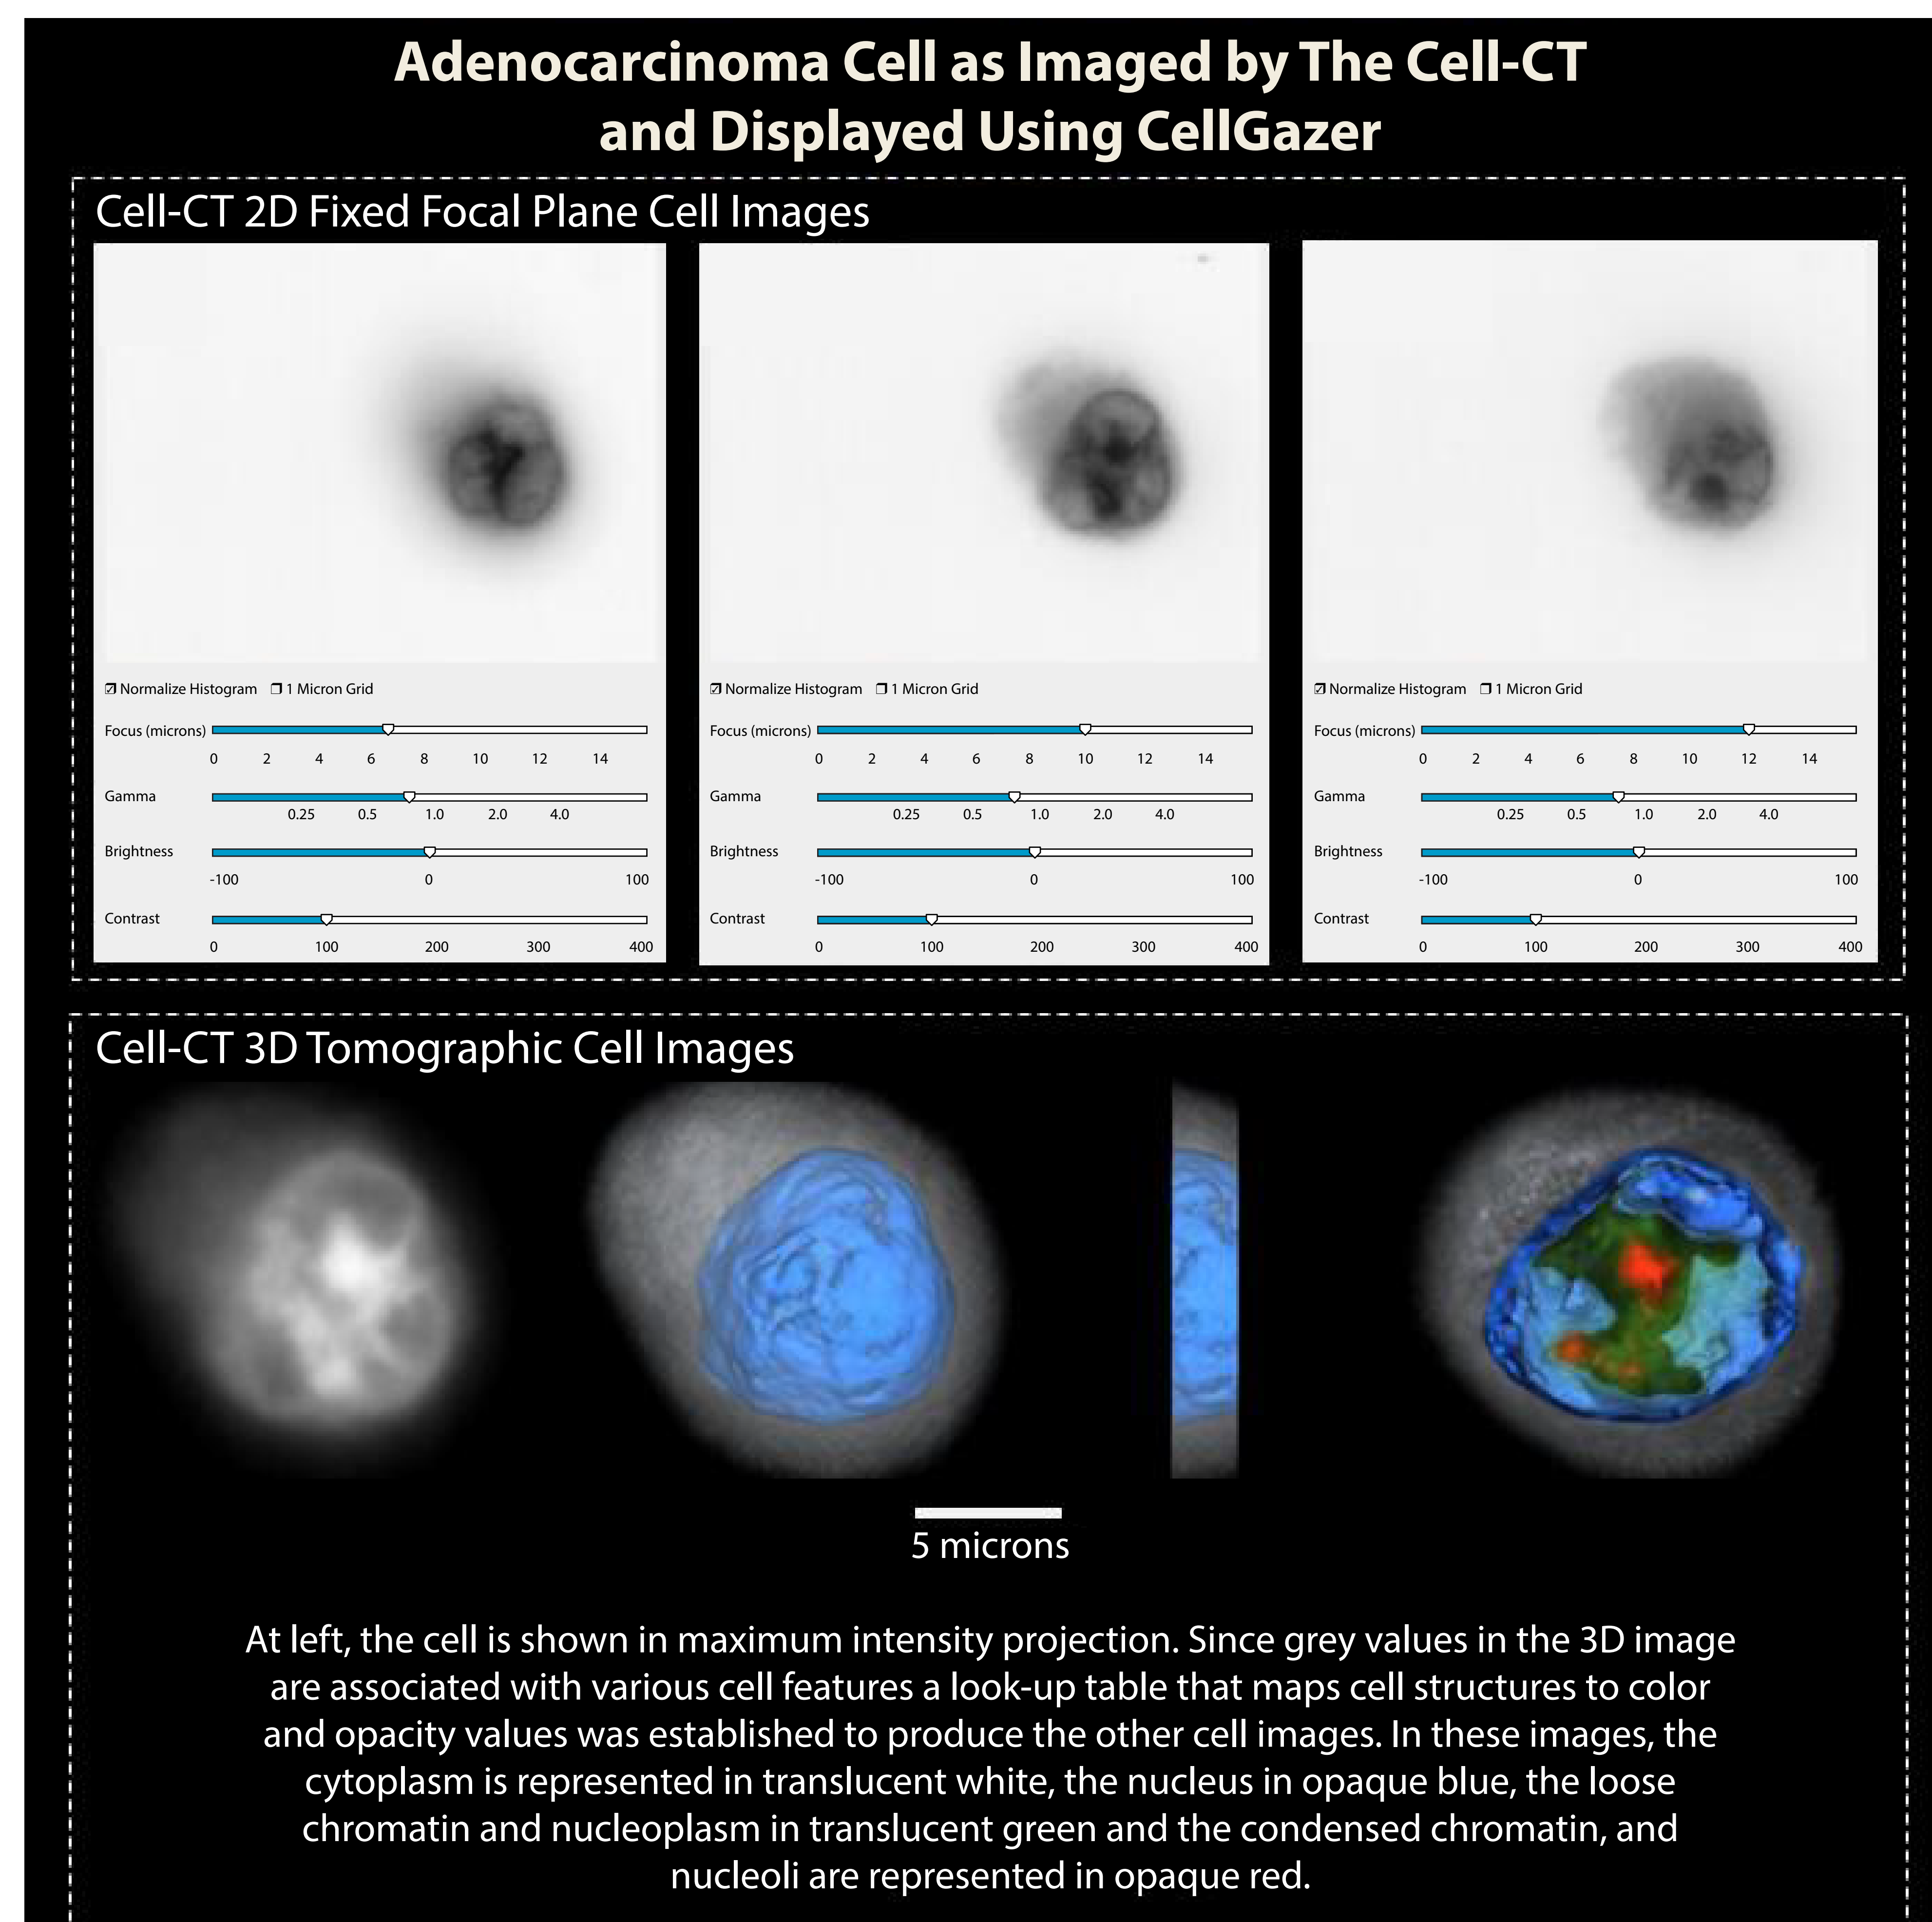 Adenocarcinoma Cell as Imaged by The Cell-CT
and Displayed Using CellGazer
Cell-CT 2D Fixed Focal Plane Cell Images
Normalize Histogram 1 Micron Grid
Focus (microns)
0 2 4 6 8 10 12 14
Gamma
0.25 0.5 1.0 2.0 4.0
Brightness
-100 0 100
Contrast
0 100 200 300 400
Normalize Histogram 1 Micron Grid
Focus (microns)
0 2 4 6 8 10 12 14
Gamma
0.25 0.5 1.0 2.0 4.0
Brightness
-100 0 100
Contrast
0 100 200 300 400
Normalize Histogram 1 Micron Grid
Focus (microns)
0 2 4 6 8 10 12 14
Gamma
0.25 0.5 1.0 2.0 4.0
Brightness
-100 0 100
Contrast
0 100 200 300 400
Cell-CT 3D Tomographic Cell Images
5 microns
At left, the cell is shown in maximum intensity projection. Since grey values in the 3D image
are associated with various cell features a look-up table that maps cell structures to color
and opacity values was established to produce the other cell images. In these images, the
cytoplasm is represented in translucent white, the nucleus in opaque blue, the loose
chromatin and nucleoplasm in translucent green and the condensed chromatin, and
nucleoli are represented in opaque red.